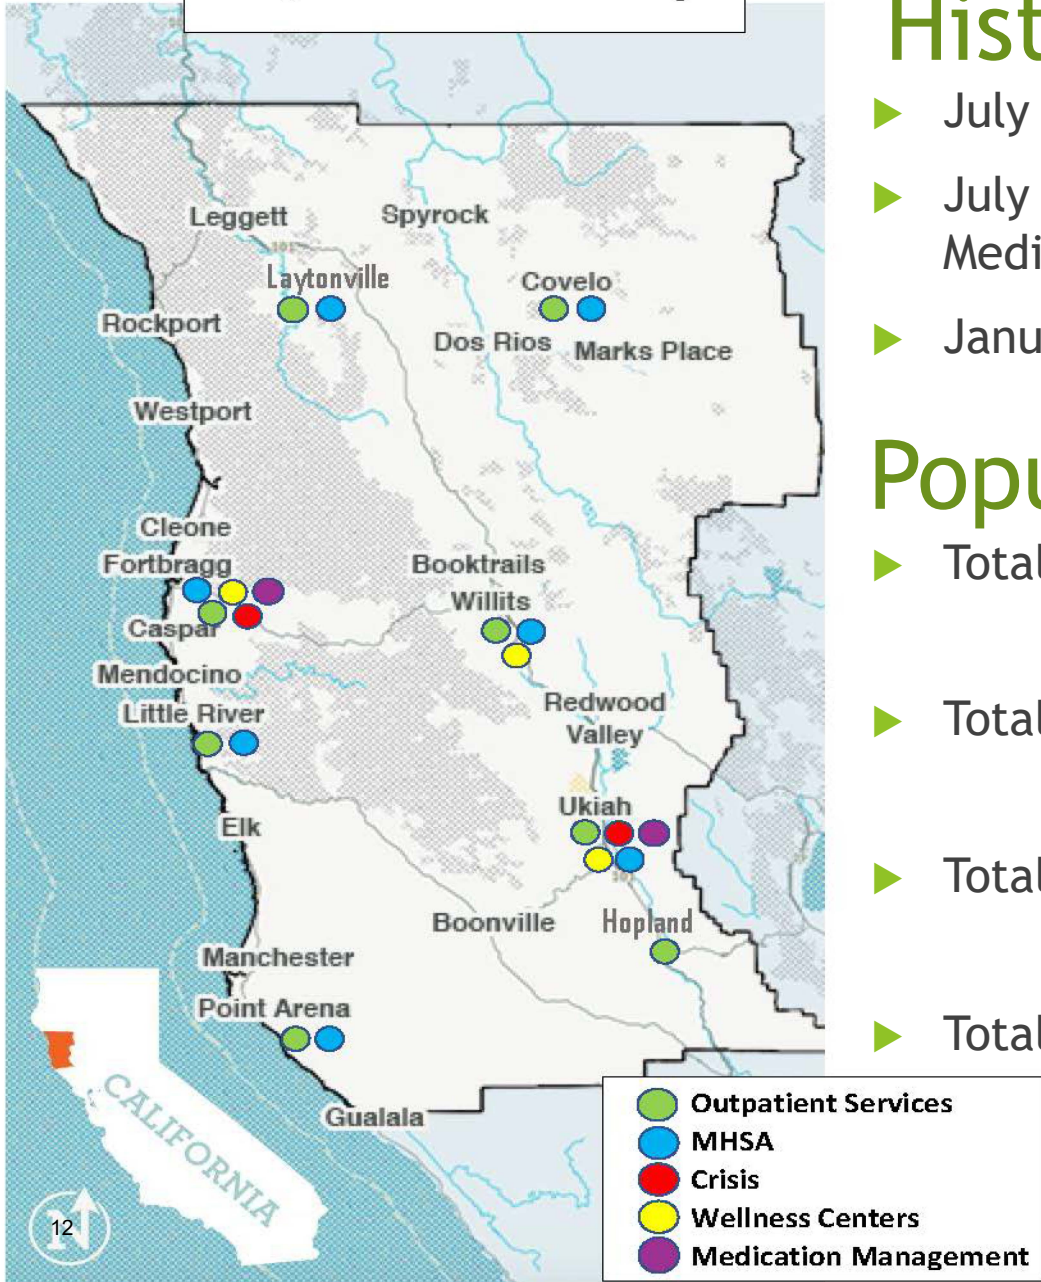 Leggett
Spyrock
101
Laytonville
Covelo
Rockport
Dos Rios
Marks Place
Westport
Cleone
Fortbragg
Booktrails
Willits
Caspar
Mendocino
Little River
Redwood
Valley
Ukiah
Elk
101
Boonville
Hopland
Manchester
Point Arena
Gualala
CALIFORNIA
N
12
Outpatient Services
MHSA
Crisis
Wellness Centers
Medication Management
Hist
▶ July
▶ July
Medi
▶ Janu
Popu
▶ Total
▶ Total
▶ Total
▶ Total